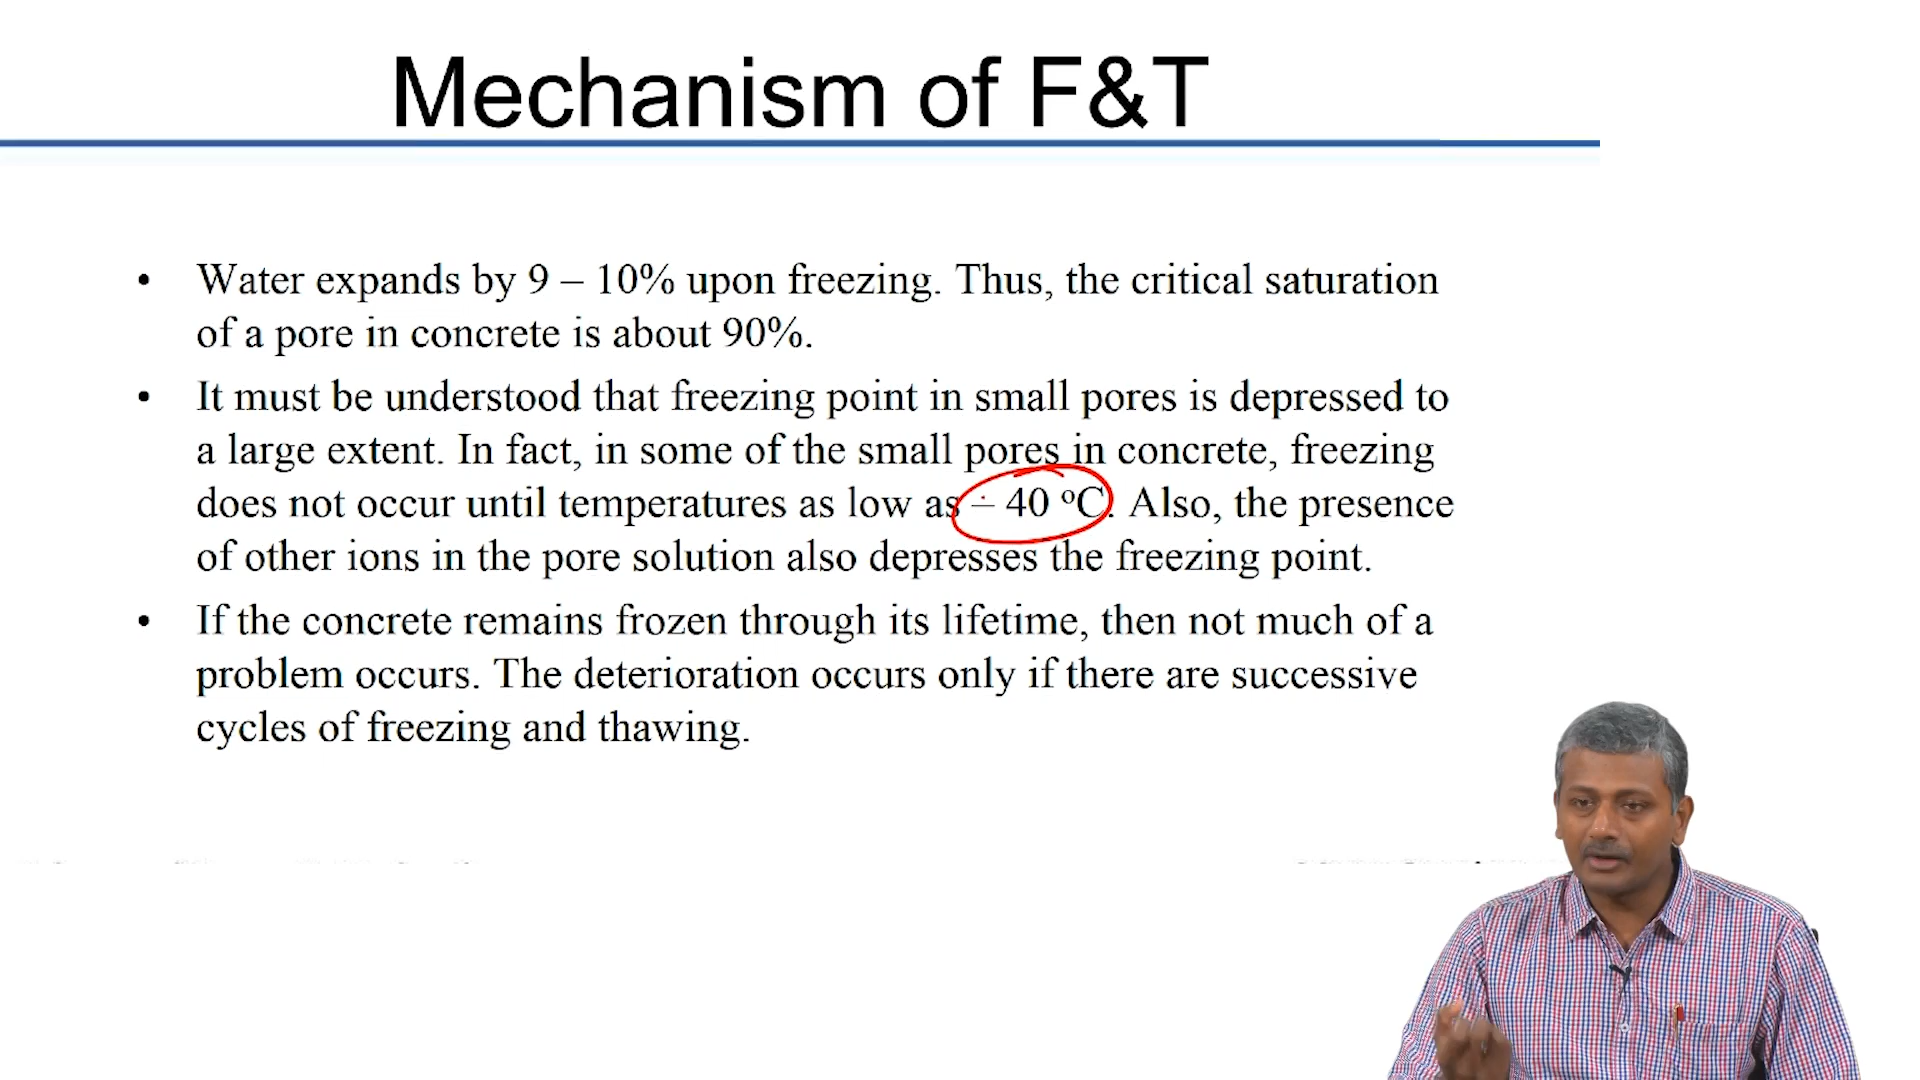 Mechanism of F&T
• Water expands by 9 – 10% upon freezing. Thus, the critical saturation
of a pore in concrete is about 90%.
• It must be understood that freezing point in small pores is depressed to
a large extent. In fact, in some of the small pores in concrete, freezing
does not occur until temperatures as low as – 40 ºC. Also, the presence
of other ions in the pore solution also depresses the freezing point.
• If the concrete remains frozen through its lifetime, then not much of a
problem occurs. The deterioration occurs only if there are successive
cycles of freezing and thawing.